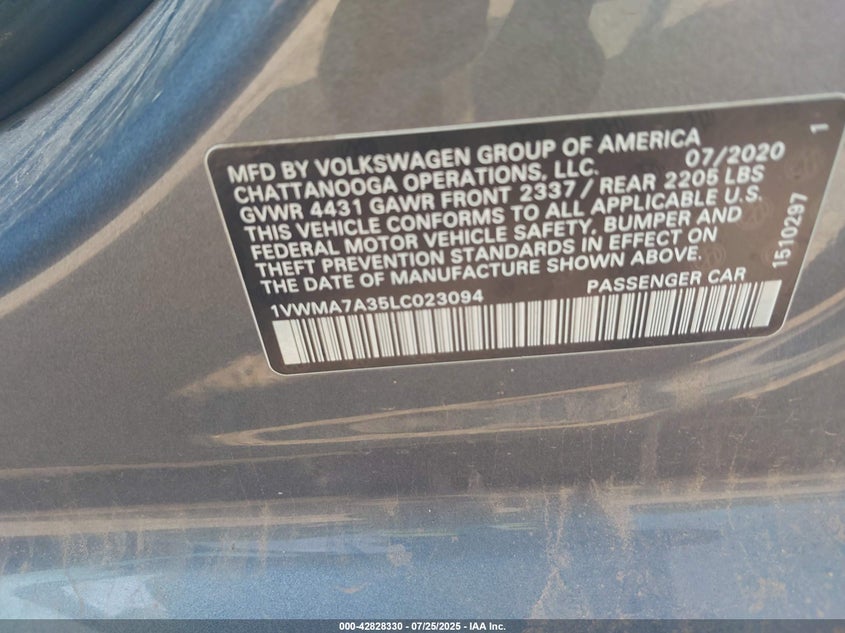 MFD BY VOLKSWAGEN GROUP OF AMERICA 07/2020
CHATTANOOGA OPERATIONS, LLC.
GVWR 4431 GAWR FRONT 2337 / REAR 2205 LBS
THIS VEHICLE CONFORMS TO ALL APPLICABLE U.S.
FEDERAL MOTOR VEHICLE SAFETY, BUMPER AND
THEFT PREVENTION STANDARDS IN EFFECT ON
THE DATE OF MANUFACTURE SHOWN ABOVE.
1VWMA7A35LC023094 PASSENGER CAR
1510297 1
000-42828330 - 07/25/2025 - IAA Inc.